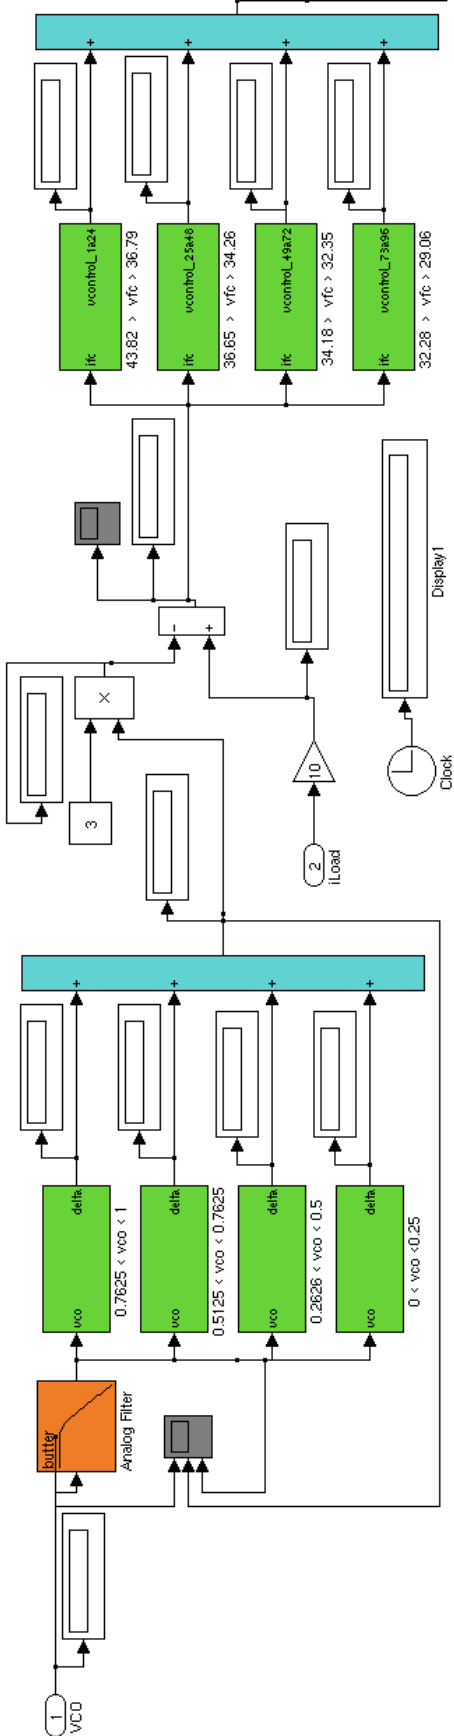 1
VCO
butter
Analog Filter
vco
delta
0.7625 < vco < 1
vco
delta
0.5125 < vco < 0.7625
vco
delta
0.2626 < vco < 0.5
vco
delta
0 < vco <0.25
+
+
+
+
3
X
2
iLoad
10
-
+
Clock
Display1
ifc
vcontrol_1a24
43.82 > vfc > 36.79
ifc
vcontrol_25a48
36.65 > vfc > 34.26
ifc
vcontrol_49a72
34.18 > vfc > 32.35
ifc
vcontrol_73a96
32.28 > vfc > 29.06
+
+
+
+